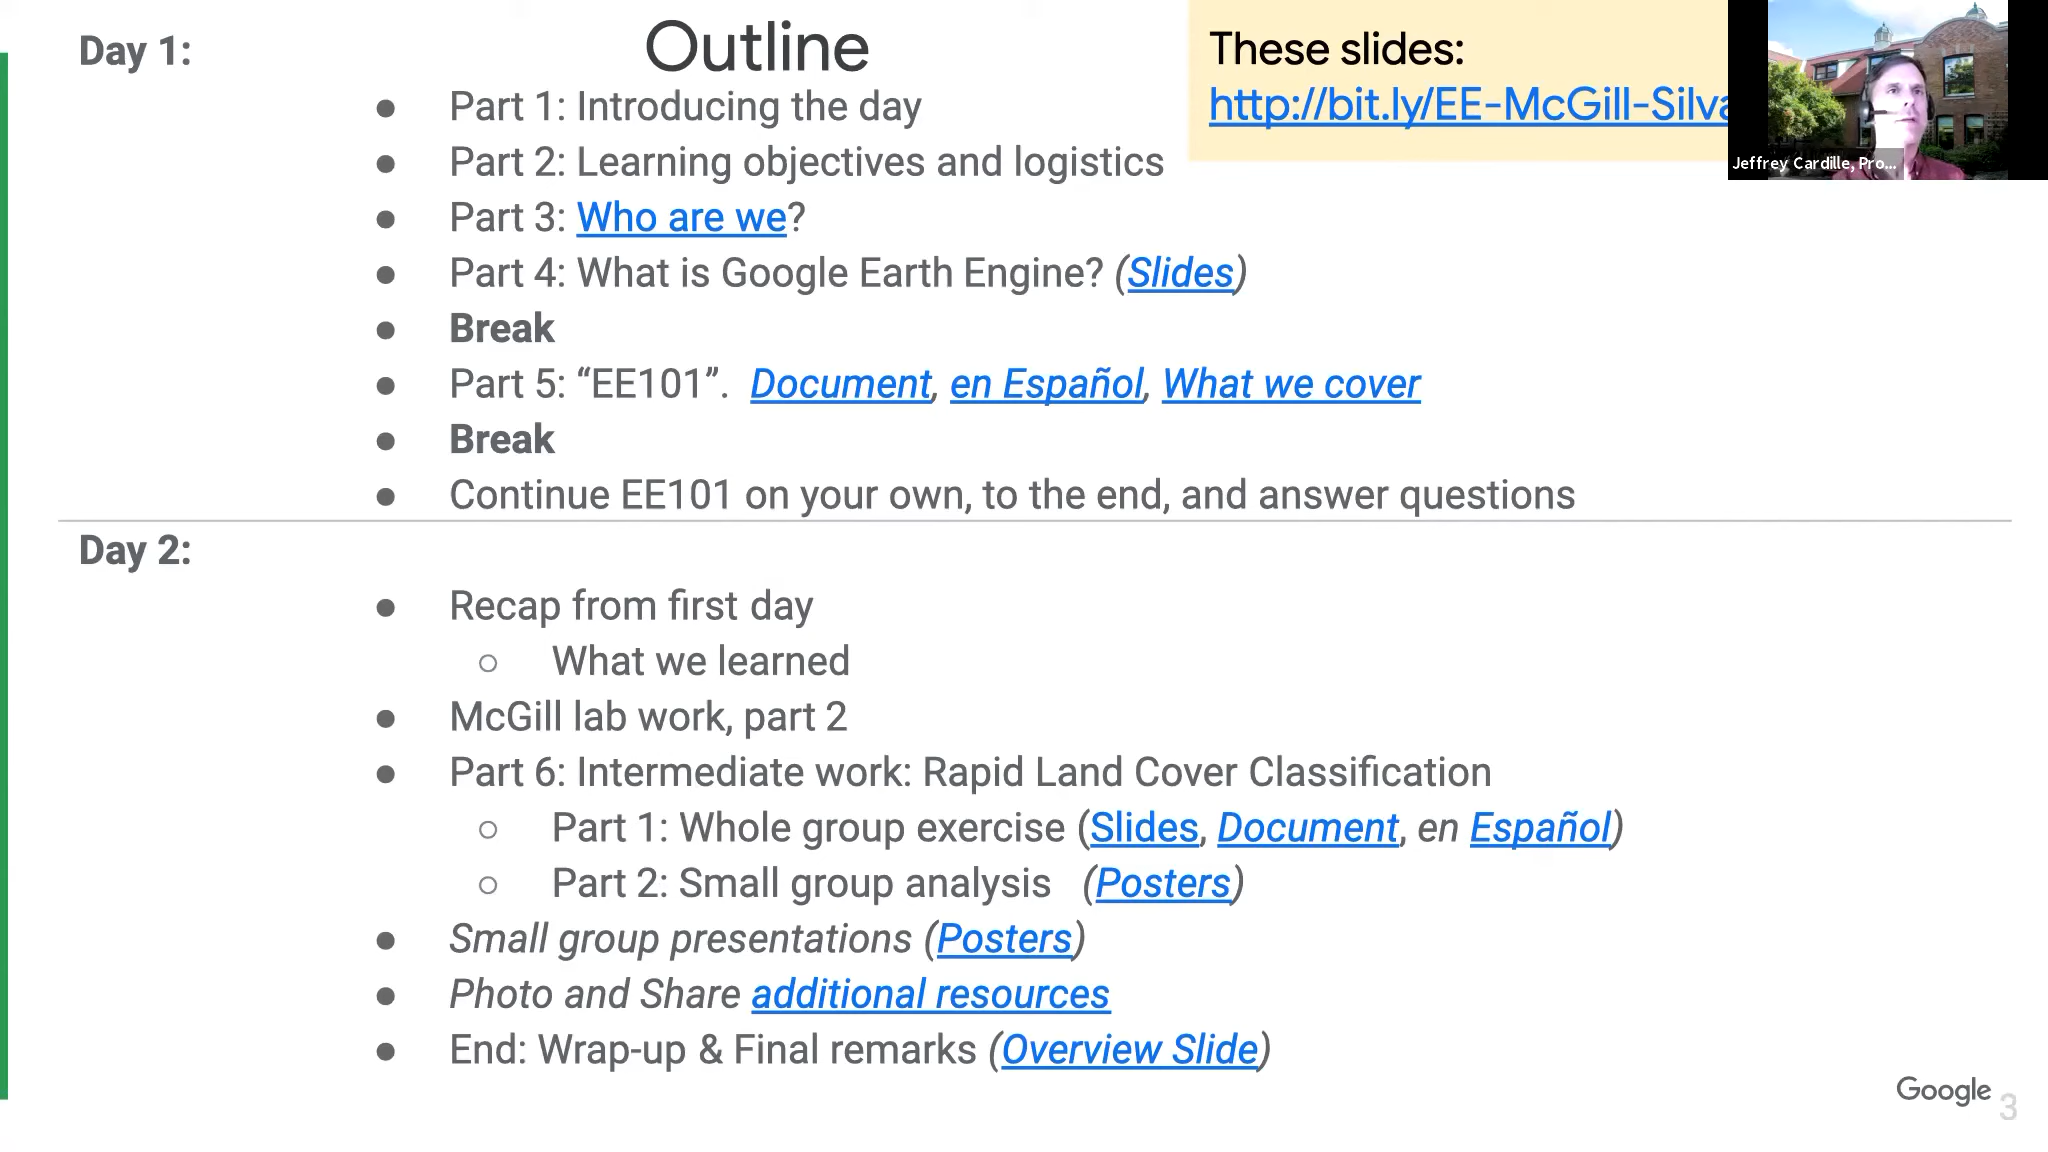 Day 1:
Outline
These slides:
http://bit.ly/EE-McGill-Silva
Jeffrey Cardille, Pro...
● Part 1: Introducing the day
● Part 2: Learning objectives and logistics
● Part 3: Who are we?
● Part 4: What is Google Earth Engine? (Slides)
● Break
● Part 5: “EE101”. Document, en Español, What we cover
● Break
● Continue EE101 on your own, to the end, and answer questions
Day 2:
● Recap from first day
○ What we learned
● McGill lab work, part 2
● Part 6: Intermediate work: Rapid Land Cover Classification
○ Part 1: Whole group exercise (Slides, Document, en Español)
○ Part 2: Small group analysis (Posters)
● Small group presentations (Posters)
● Photo and Share additional resources
● End: Wrap-up & Final remarks (Overview Slide)
Google
3